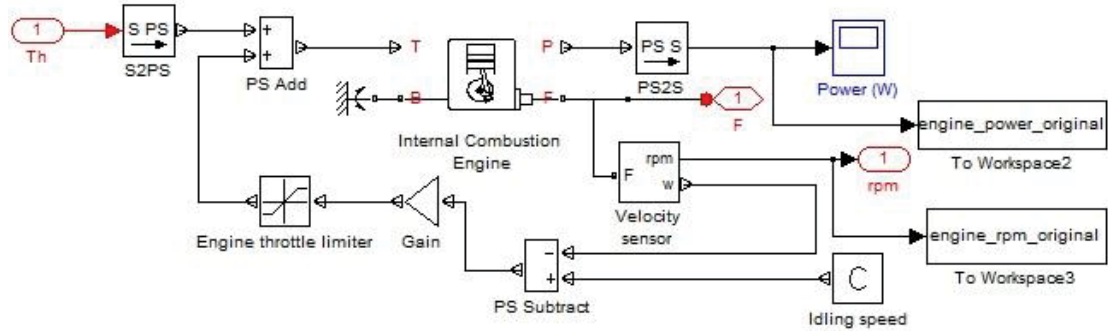 1
Th
S PS
S2PS
+
+
PS Add
T
P
B
F
Internal Combustion
Engine
PS S
PS2S
Power (W)
1
F
engine_power_original
To Workspace2
F
rpm
w
Velocity
sensor
1
rpm
engine_rpm_original
To Workspace3
Engine throttle limiter
Gain
−
+
PS Subtract
C
Idling speed